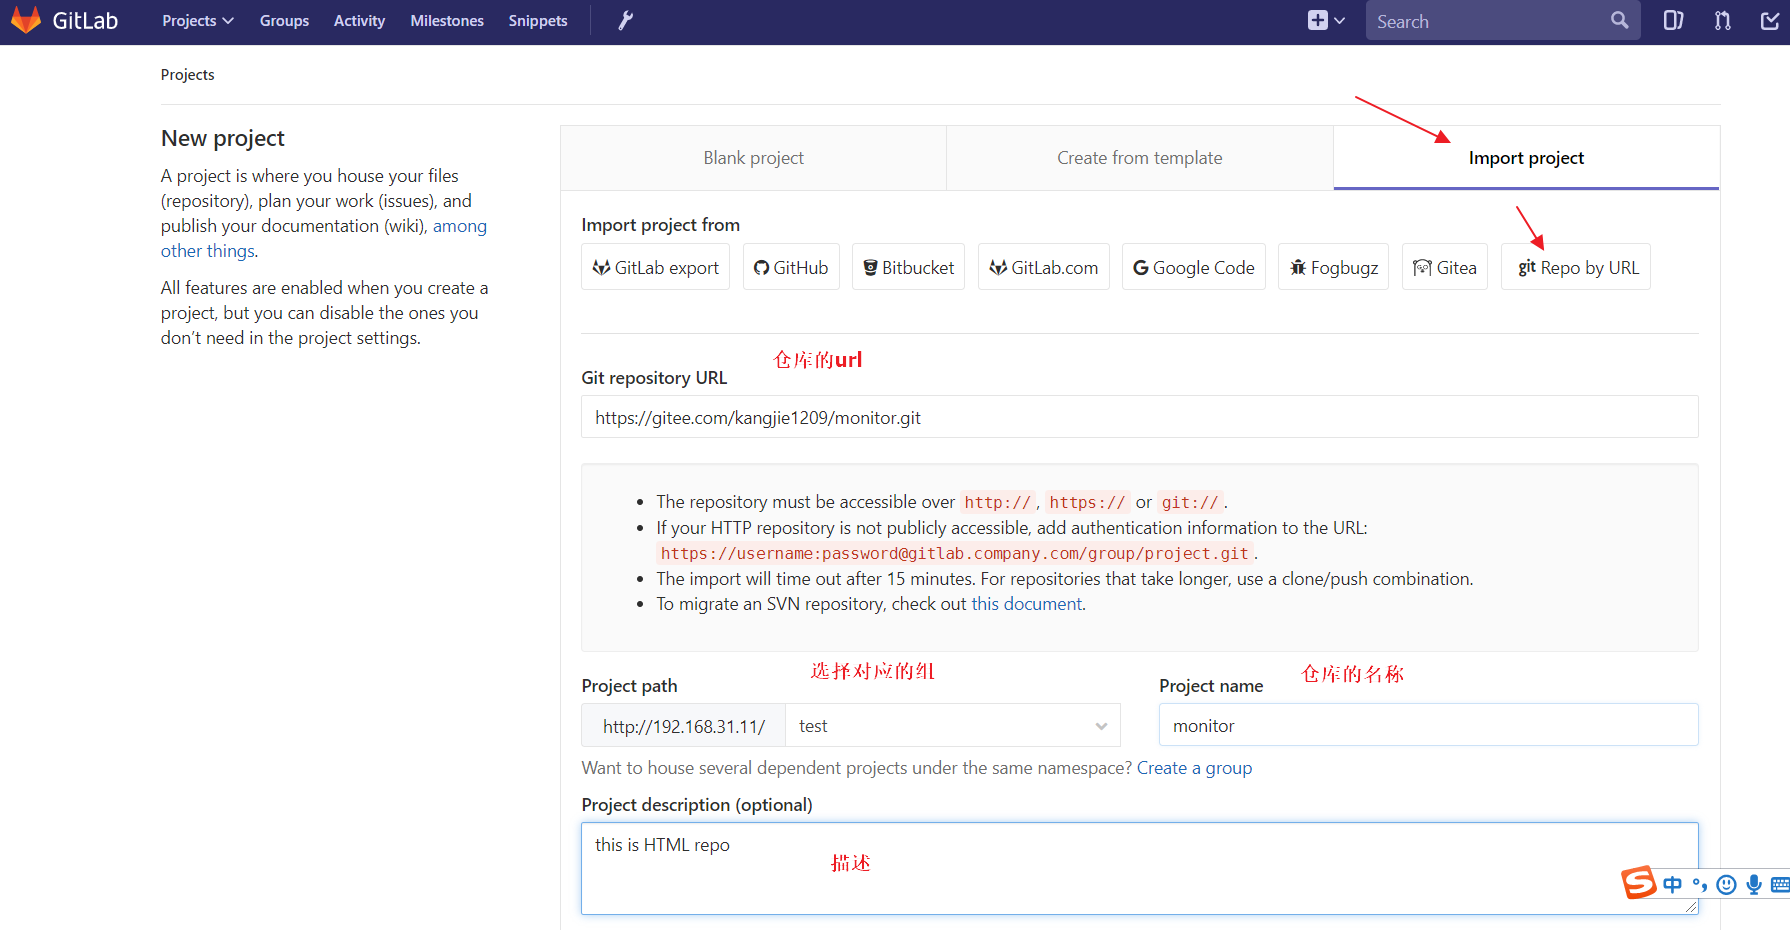 GitLab
Projects Groups Activity Milestones Snippets
Search
Projects
New project
A project is where you house your files
(repository), plan your work (issues), and
publish your documentation (wiki), among
other things.
All features are enabled when you create a
project, but you can disable the ones you
don’t need in the project settings.
Blank project
Create from template
Import project
Import project from
GitLab export
GitHub
Bitbucket
GitLab.com
Google Code
Fogbugz
Gitea
git Repo by URL
仓库的url
Git repository URL
https://gitee.com/kangjie1209/monitor.git
The repository must be accessible over http://, https:// or git://.
If your HTTP repository is not publicly accessible, add authentication information to the URL:
https://username:password@gitlab.company.com/group/project.git.
The import will time out after 15 minutes. For repositories that take longer, use a clone/push combination.
To migrate an SVN repository, check out this document.
选择对应的组
Project path
http://192.168.31.11/
test
仓库的名称
Project name
monitor
Want to house several dependent projects under the same namespace? Create a group
Project description (optional)
this is HTML repo
描述
中